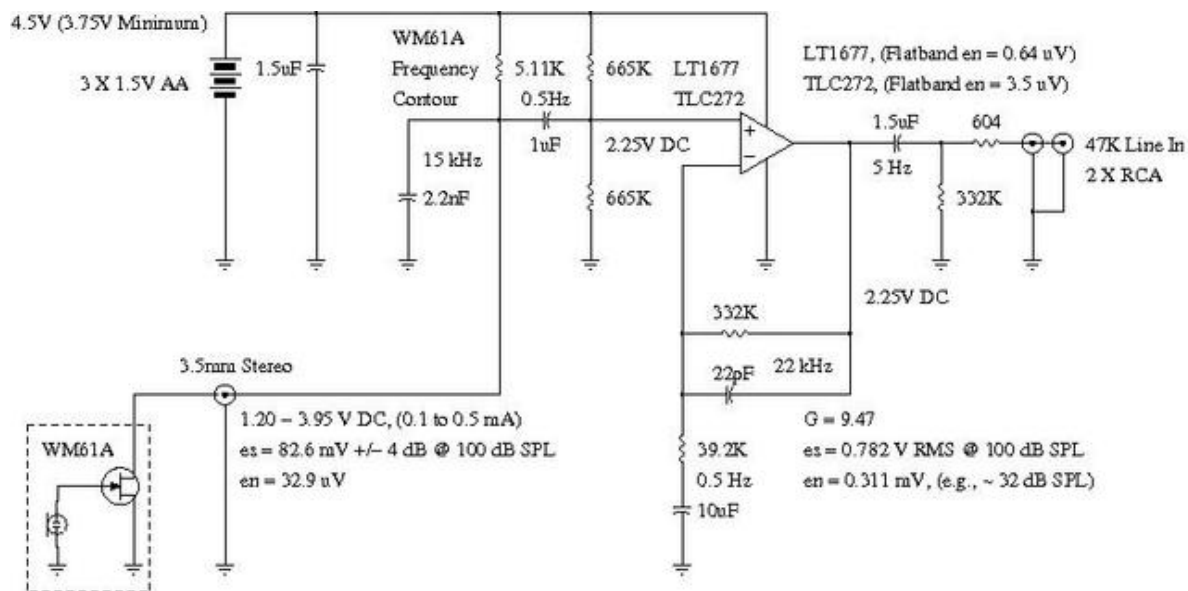 4.5V (3.75V Minimum)
3 X 1.5V AA
1.5uF
WM61A
Frequency
Contour
5.11K
0.5Hz
1uF
15 kHz
2.2nF
665K
2.25V DC
665K
LT1677
TLC272
+
−
LT1677, (Flatband en = 0.64 uV)
TLC272, (Flatband en = 3.5 uV)
1.5uF
5 Hz
604
332K
47K Line In
2 X RCA
2.25V DC
332K
22pF
22 kHz
39.2K
0.5 Hz
10uF
G = 9.47
es = 0.782 V RMS @ 100 dB SPL
en = 0.311 mV, (e.g., ~ 32 dB SPL)
3.5mm Stereo
1.20 – 3.95 V DC, (0.1 to 0.5 mA)
es = 82.6 mV +/– 4 dB @ 100 dB SPL
en = 32.9 uV
WM61A